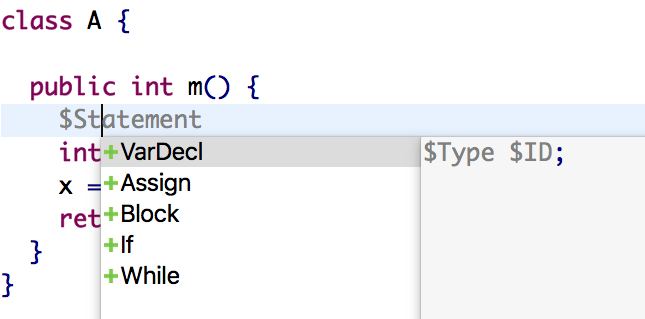 class A {
public int m() {
$Statement
int
VarDecl
$Type $ID;
x =
Assign
ret
Block
}
If
}
While